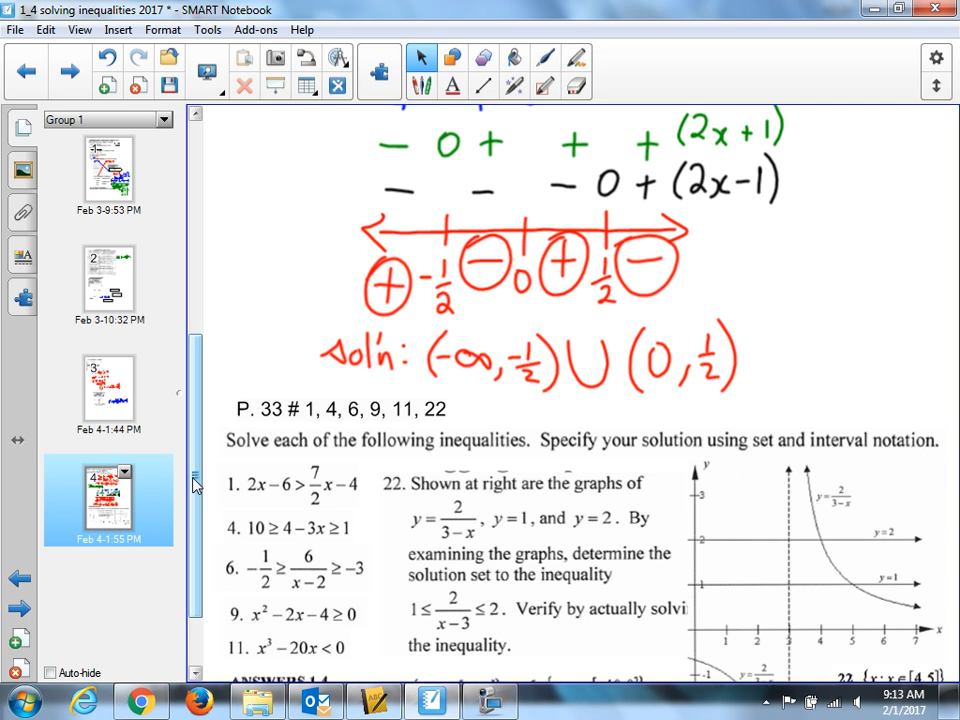 1_4 solving inequalities 2017 * - SMART Notebook
File Edit View Insert Format Tools Add-ons Help
Group 1
1
Feb 3-9:53 PM
2
Feb 3-10:32 PM
3
Feb 4-1:44 PM
4
Feb 4-1:55 PM
Auto-hide
− 0 + + + (2x+1)
− − − 0 + (2x−1)
+ −1/2 − 0 + 1/2 −
sol'n: (-∞, -1/2) ∪ (0, 1/2)
P. 33 # 1, 4, 6, 9, 11, 22
Solve each of the following inequalities. Specify your solution using set and interval notation.
1. 2x−6 > 7/2 x−4
4. 10 ≥ 4−3x ≥ 1
6. −1/2 ≥ 6/(x−2) ≥ −3
9. x² −2x−4 ≥ 0
11. x³ −20x < 0
22. Shown at right are the graphs of
y = 2/(3−x), y=1, and y=2. By
examining the graphs, determine the
solution set to the inequality
1 ≤ 2/(x−3) ≤ 2. Verify by actually solvi
the inequality.
y
3
y = 2/(3−x)
2
y=2
1
y=1
1 2 3 4 5 6 7 x
−1
9:13 AM
2/1/2017